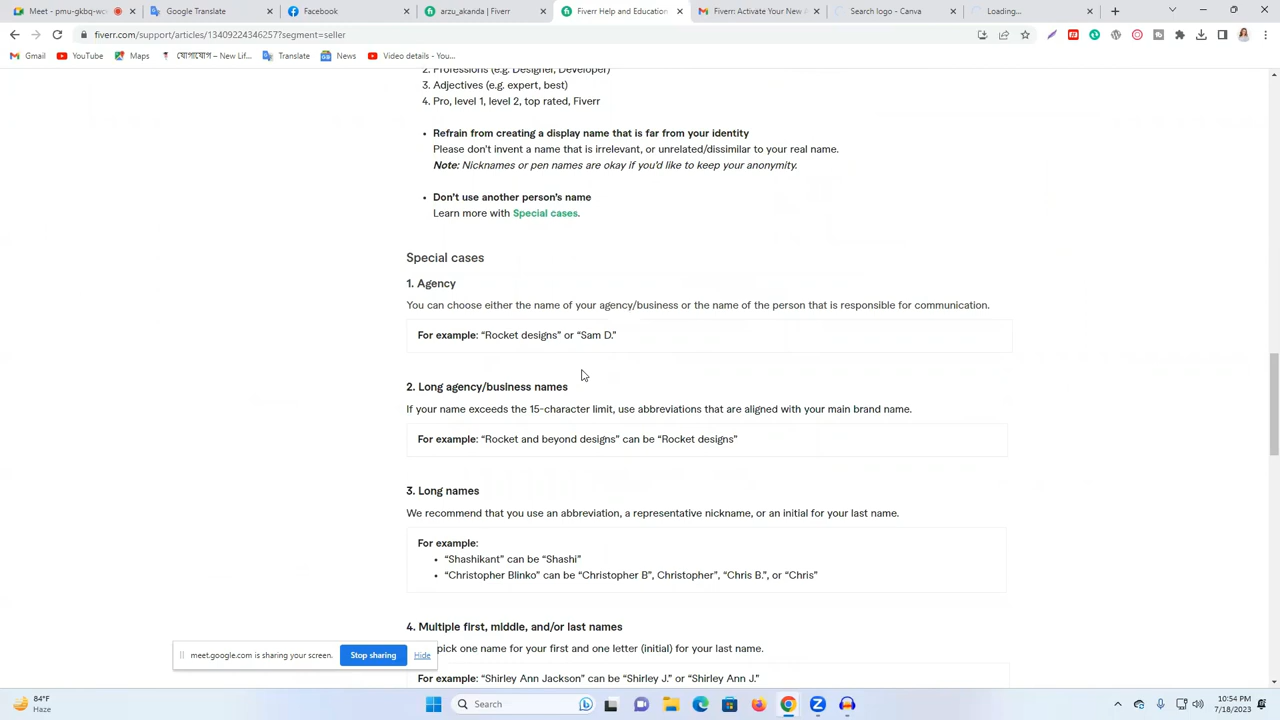 Meet - pmu-gkbq-wc
Google Translate
Facebook
arzu_akanda | Fiverr
Fiverr Help and Education
Fiverr: Activate Your New A
Search logo - Canva
Loading...
fiverr.com/support/articles/13409224346257?segment=seller
Gmail
YouTube
Maps
যোগাযোগ – New Lif...
Translate
News
Video details - You...
2. Professions (e.g. Designer, Developer)
3. Adjectives (e.g. expert, best)
4. Pro, level 1, level 2, top rated, Fiverr
• Refrain from creating a display name that is far from your identity
Please don't invent a name that is irrelevant, or unrelated/dissimilar to your real name.
Note: Nicknames or pen names are okay if you'd like to keep your anonymity.
• Don't use another person's name
Learn more with Special cases.
Special cases
1. Agency
You can choose either the name of your agency/business or the name of the person that is responsible for communication.
For example: “Rocket designs” or “Sam D.”
2. Long agency/business names
If your name exceeds the 15-character limit, use abbreviations that are aligned with your main brand name.
For example: “Rocket and beyond designs” can be “Rocket designs”
3. Long names
We recommend that you use an abbreviation, a representative nickname, or an initial for your last name.
For example:
• “Shashikant” can be “Shashi”
• “Christopher Blinko” can be “Christopher B”, Christopher”, “Chris B.”, or “Chris”
4. Multiple first, middle, and/or last names
pick one name for your first and one letter (initial) for your last name.
For example: “Shirley Ann Jackson” can be “Shirley J.” or “Shirley Ann J.”
meet.google.com is sharing your screen.
Stop sharing
Hide
84°F
Haze
Search
10:54 PM
7/18/2023